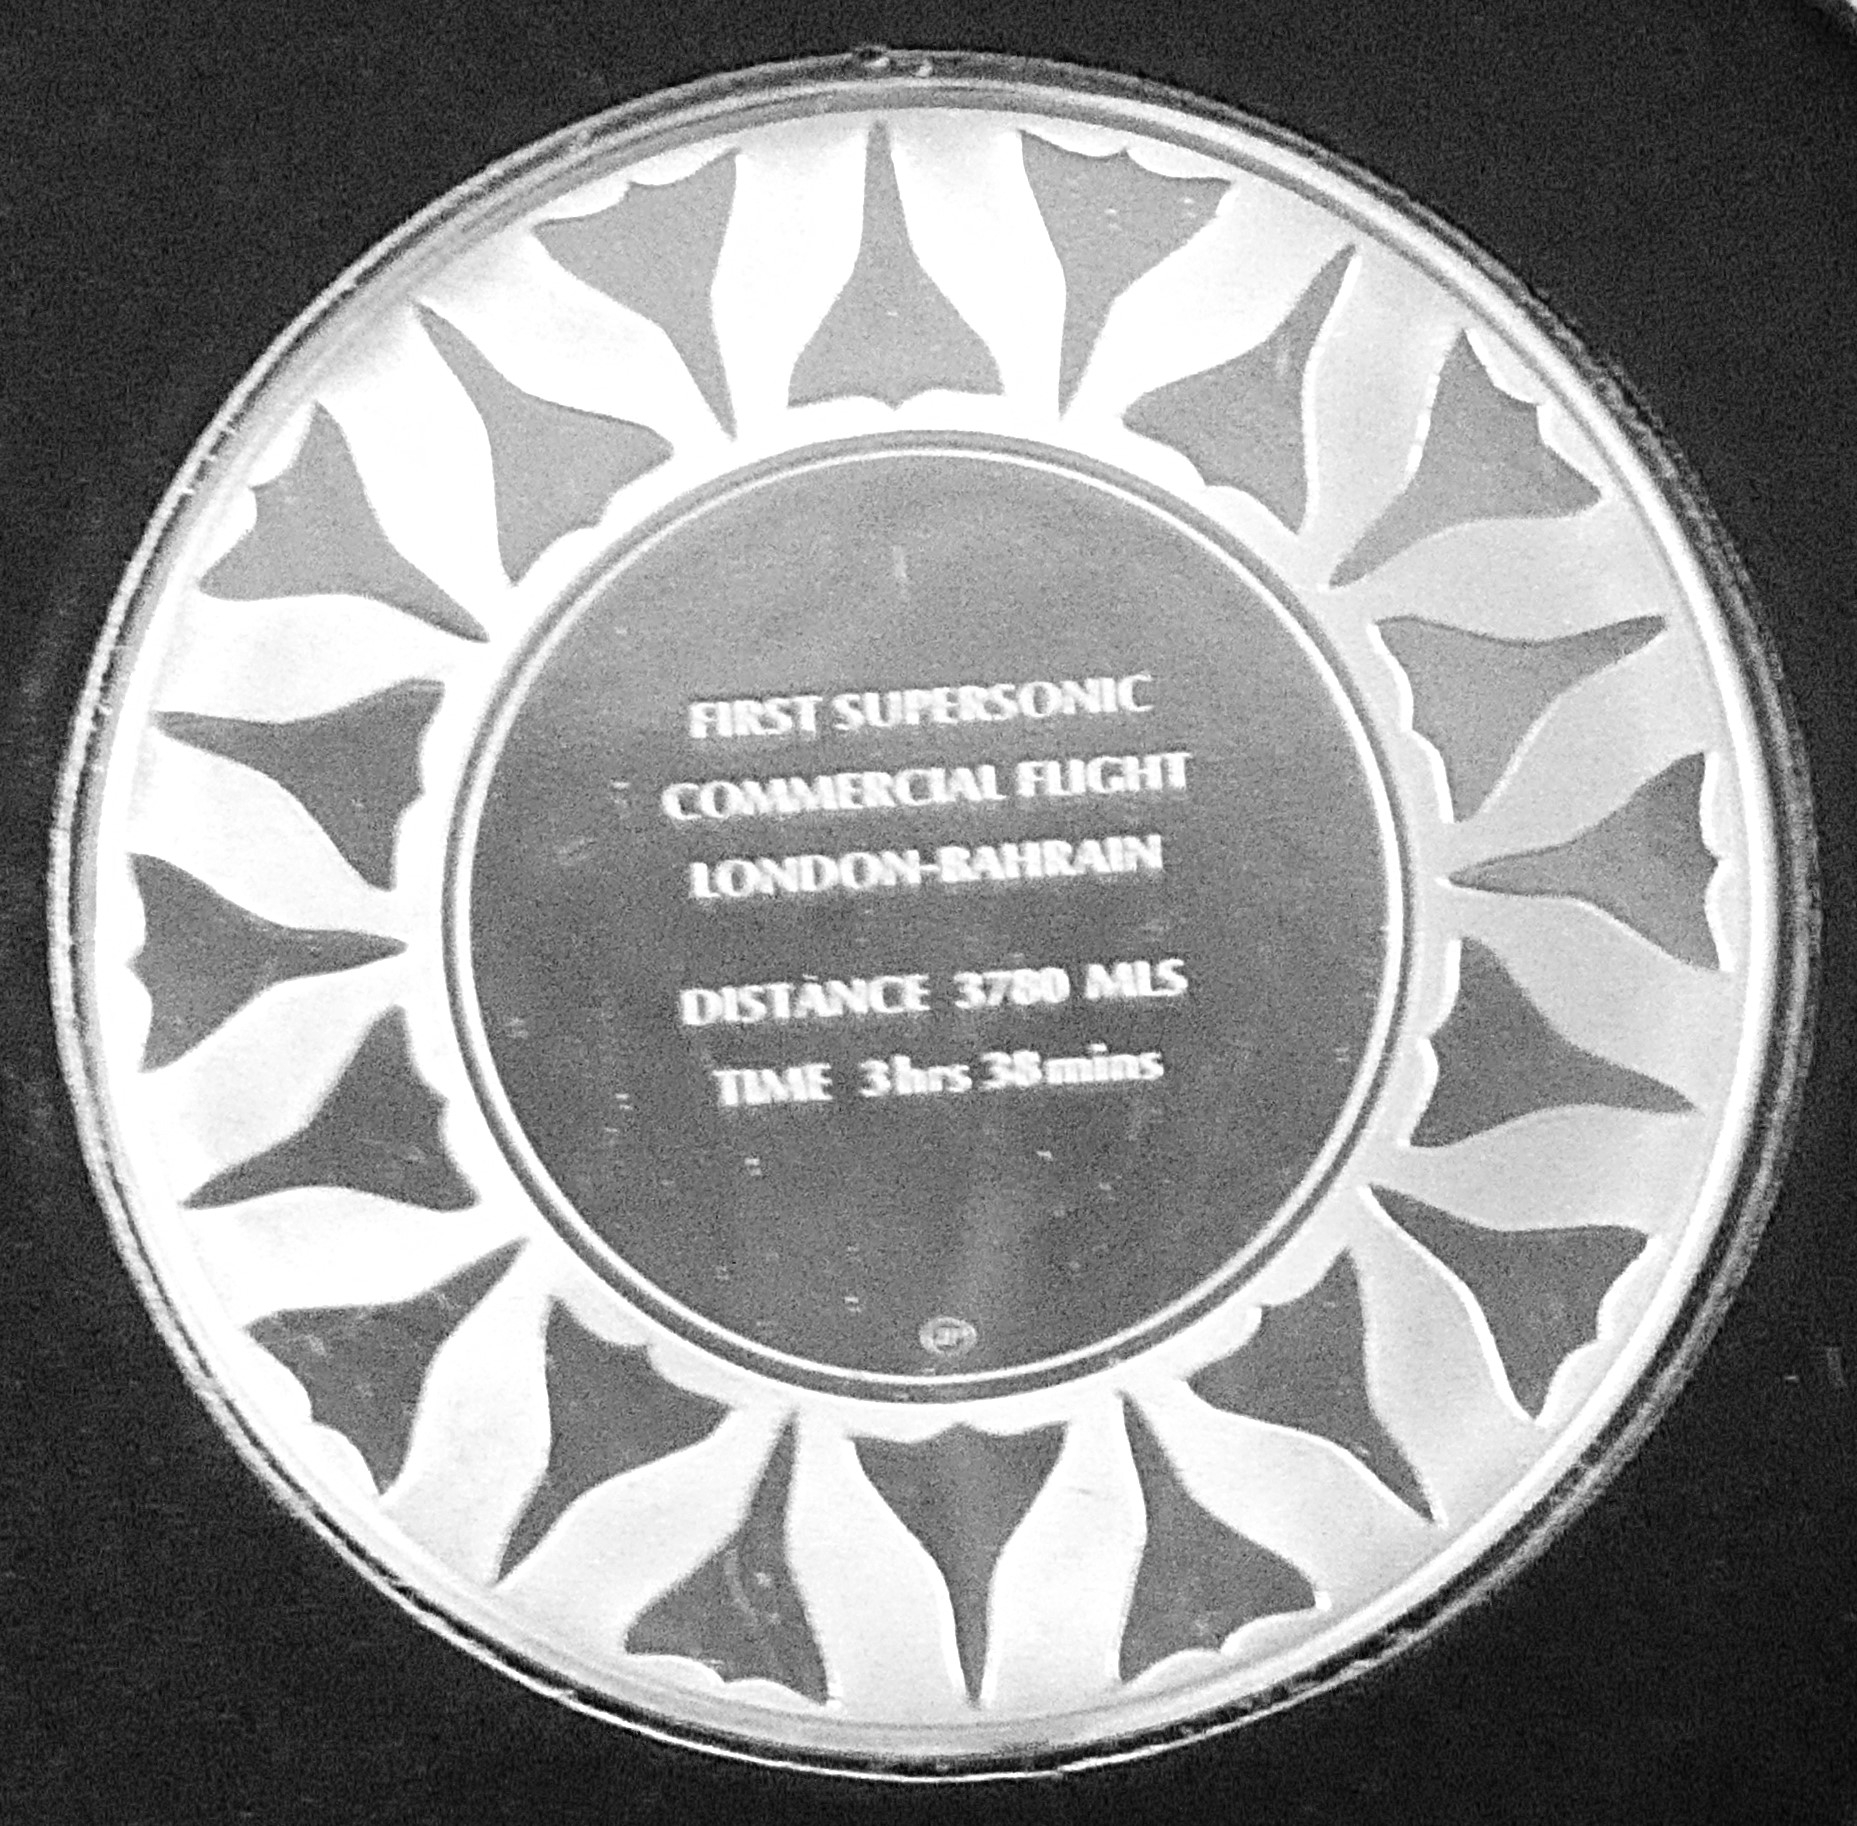 FIRST SUPERSONIC
COMMERCIAL FLIGHT
LONDON-BAHRAIN
DISTANCE 3780 MLS
TIME 3hrs 38mins